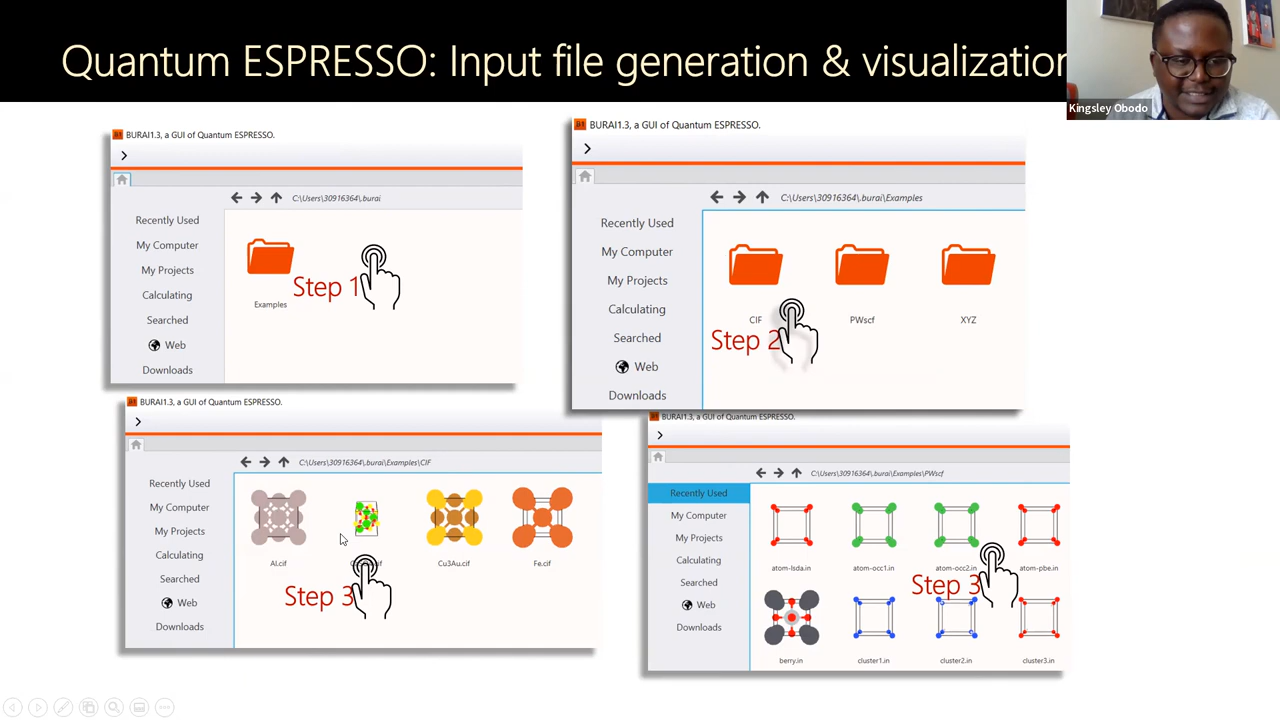 Quantum ESPRESSO: Input file generation & visualization
Kingsley Obodo
BURAI1.3, a GUI of Quantum ESPRESSO.
C:\Users\30916364\.burai
Recently Used
My Computer
My Projects
Calculating
Searched
Web
Downloads
Examples
Step 1
BURAI1.3, a GUI of Quantum ESPRESSO.
C:\Users\30916364\.burai\Examples
Recently Used
My Computer
My Projects
Calculating
Searched
Web
Downloads
CIF
PWscf
XYZ
Step 2
BURAI1.3, a GUI of Quantum ESPRESSO.
C:\Users\30916364\.burai\Examples\CIF
Recently Used
My Computer
My Projects
Calculating
Searched
Web
Downloads
Al.cif
Cu3Au.cif
Fe.cif
Step 3
BURAI1.3, a GUI of Quantum ESPRESSO.
C:\Users\30916364\.burai\Examples\PWscf
Recently Used
My Computer
My Projects
Calculating
Searched
Web
Downloads
atom-lsda.in
atom-occ1.in
atom-occ2.in
atom-pbe.in
Step 3
berry.in
cluster1.in
cluster2.in
cluster3.in